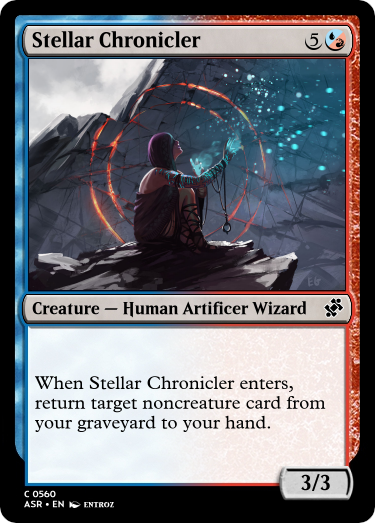 Stellar Chronicler 5
Creature — Human Artificer Wizard
When Stellar Chronicler enters,
return target noncreature card from
your graveyard to your hand.
3/3
C 0560
ASR • EN ENTROZ